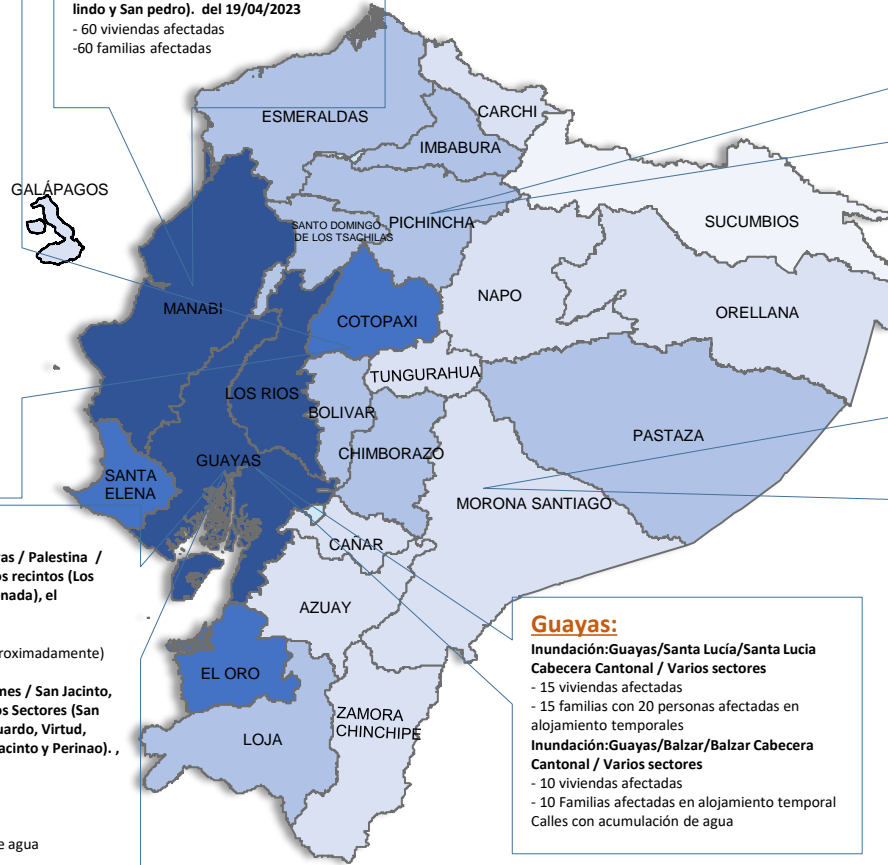 lindo y San pedro).  del 19/04/2023
- 60 viviendas afectadas
-60 familias afectadas
ESMERALDAS
CARCHI
IMBABURA
GALÁPAGOS
SANTO DOMINGO
DE LOS TSACHILAS
PICHINCHA
SUCUMBIOS
MANABI
COTOPAXI
NAPO
ORELLANA
TUNGURAHUA
LOS RIOS
BOLIVAR
PASTAZA
CHIMBORAZO
GUAYAS
SANTA
ELENA
MORONA SANTIAGO
CAÑAR
AZUAY
EL ORO
LOJA
ZAMORA
CHINCHIPE
as / Palestina  /
os recintos (Los
nada), el
roximadamente)
nes / San Jacinto,
os Sectores (San
uardo, Virtud,
acinto y Perinao). ,
e agua
Guayas:
Inundación:Guayas/Santa Lucía/Santa Lucia
Cabecera Cantonal / Varios sectores
- 15 viviendas afectadas
- 15 familias con 20 personas afectadas en
alojamiento temporales
Inundación:Guayas/Balzar/Balzar Cabecera
Cantonal / Varios sectores
- 10 viviendas afectadas
- 10 Familias afectadas en alojamiento temporal
Calles con acumulación de agua